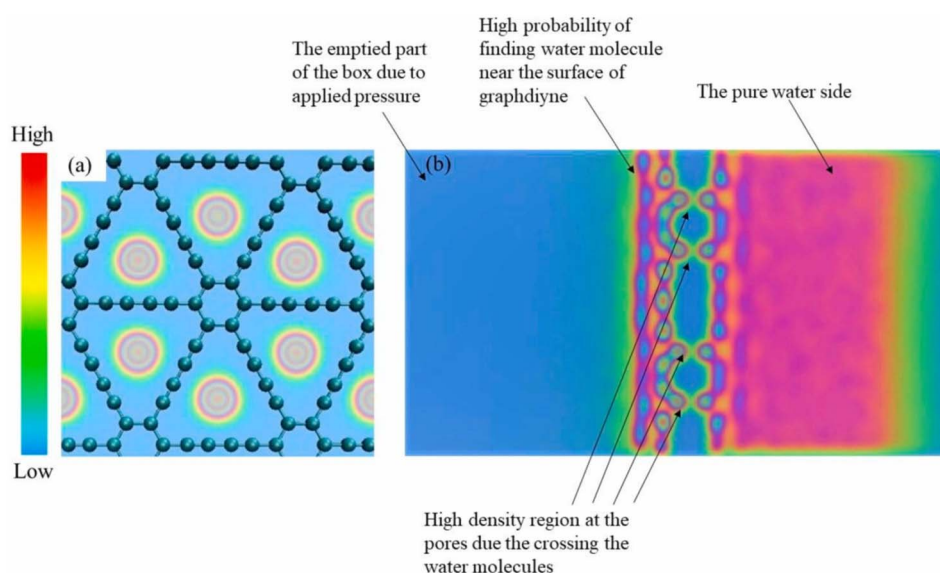 The emptied part
of the box due to
applied pressure
High probability of
finding water molecule
near the surface of
graphdiyne
The pure water side
High
(a)
(b)
Low
High density region at the
pores due the crossing the
water molecules